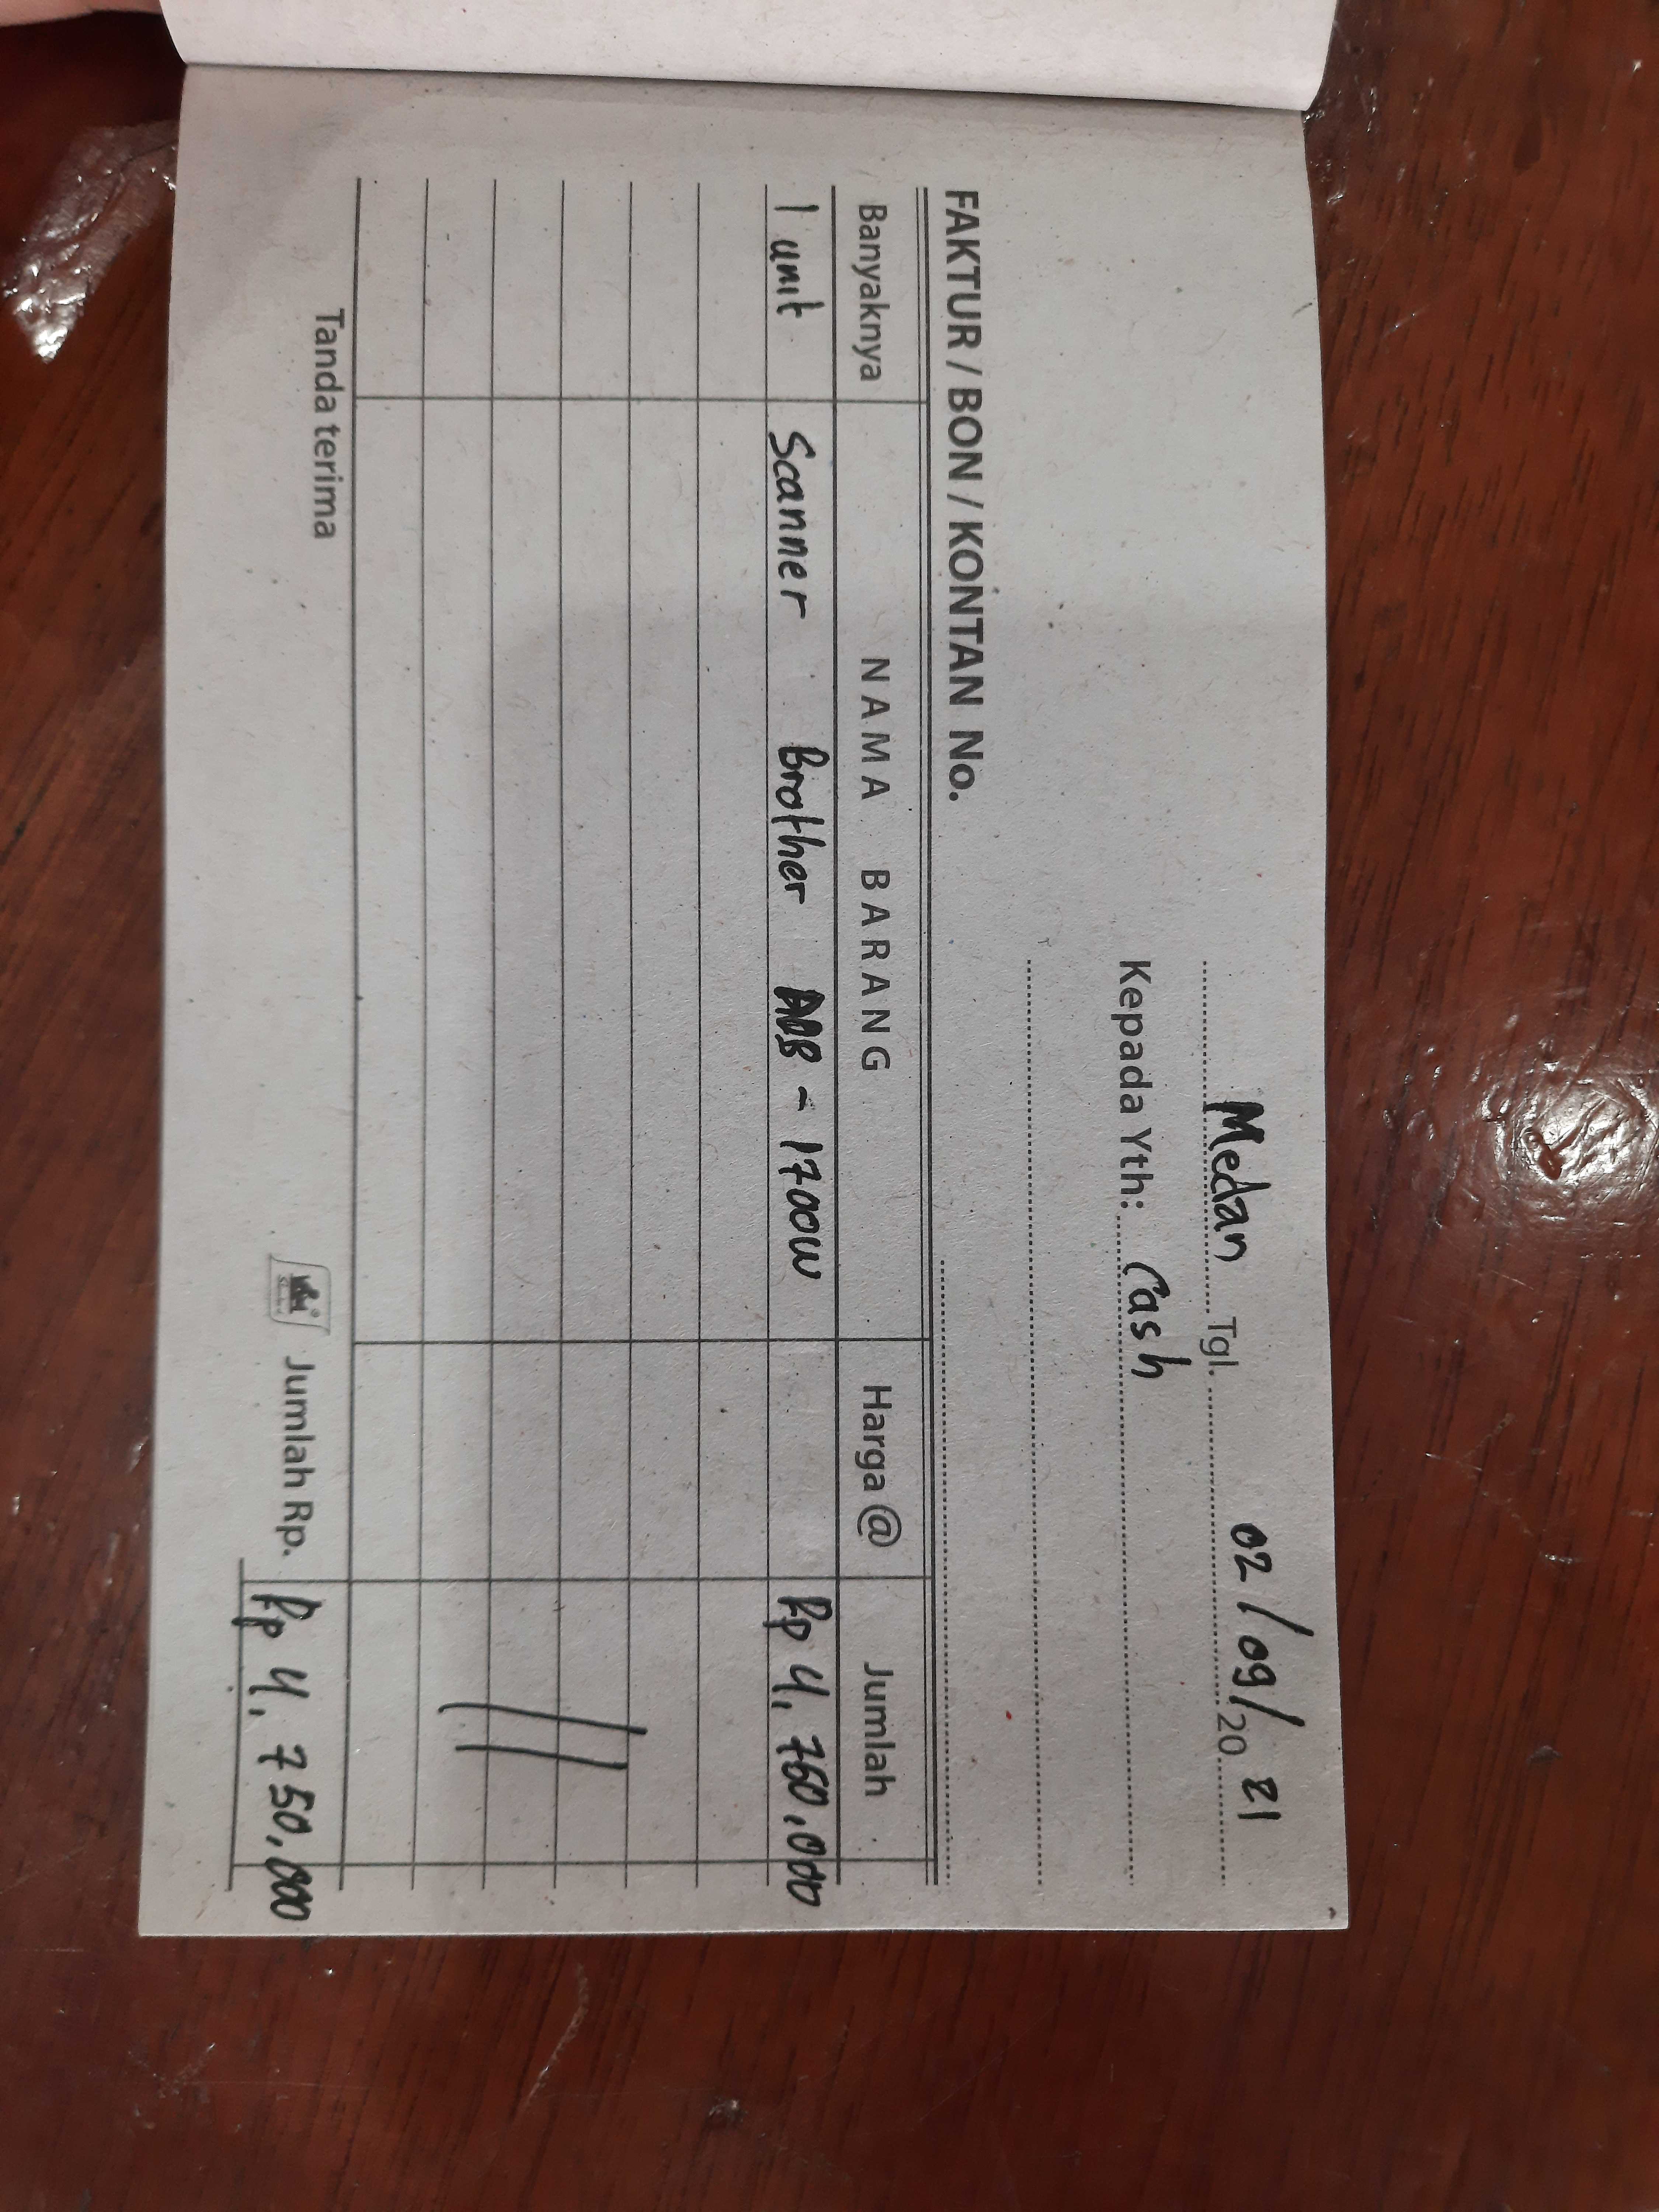 Medan Tgl. 02/09/20 21
Kepada Yth: Cash
FAKTUR / BON / KONTAN No.
Banyaknya NAMA BARANG Harga @ Jumlah
1 unit Scanner Brother - 1700W Rp 4.750.000
Tanda terima Jumlah Rp. Rp 4.750.000